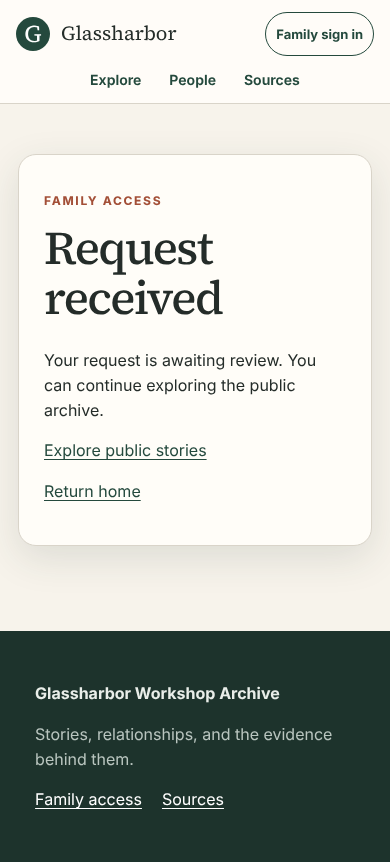 G Glassharbor
Family sign in
Explore People Sources
FAMILY ACCESS
Request
received
Your request is awaiting review. You
can continue exploring the public
archive.
Explore public stories
Return home
Glassharbor Workshop Archive
Stories, relationships, and the evidence
behind them.
Family access Sources